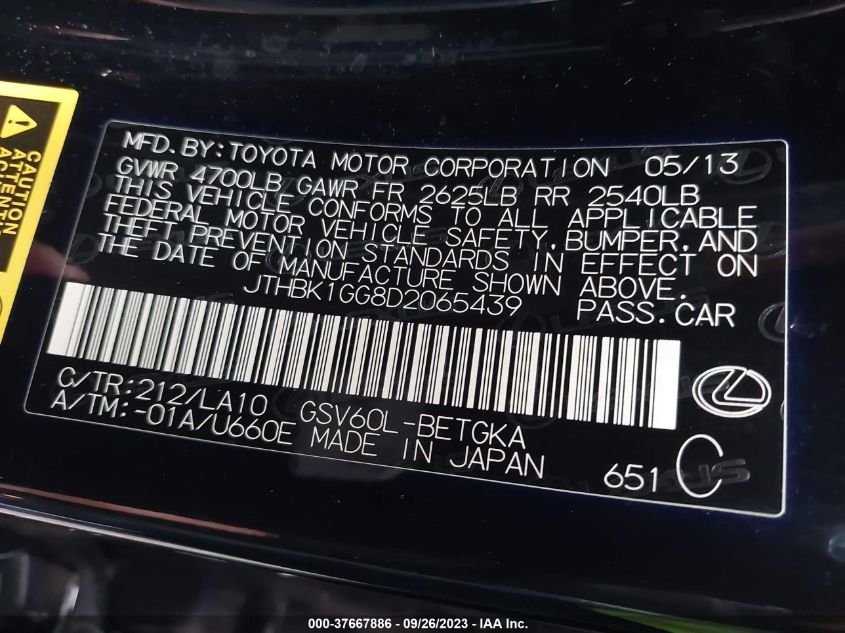 CAUTION
MFD.BY:TOYOTA MOTOR CORPORATION 05/13
GVWR 4700LB GAWR FR 2625LB RR 2540LB
THIS VEHICLE CONFORMS TO ALL APPLICABLE
FEDERAL MOTOR VEHICLE SAFETY,BUMPER,AND
THEFT PREVENTION STANDARDS IN EFFECT ON
THE DATE OF MANUFACTURE SHOWN ABOVE.
JTHBK1GG8D2065439 PASS.CAR
C/TR:212/LA10 GSV60L-BETGKA
A/TM:-01A/U660E MADE IN JAPAN 651 C
000-37667886 - 09/26/2023 - IAA Inc.